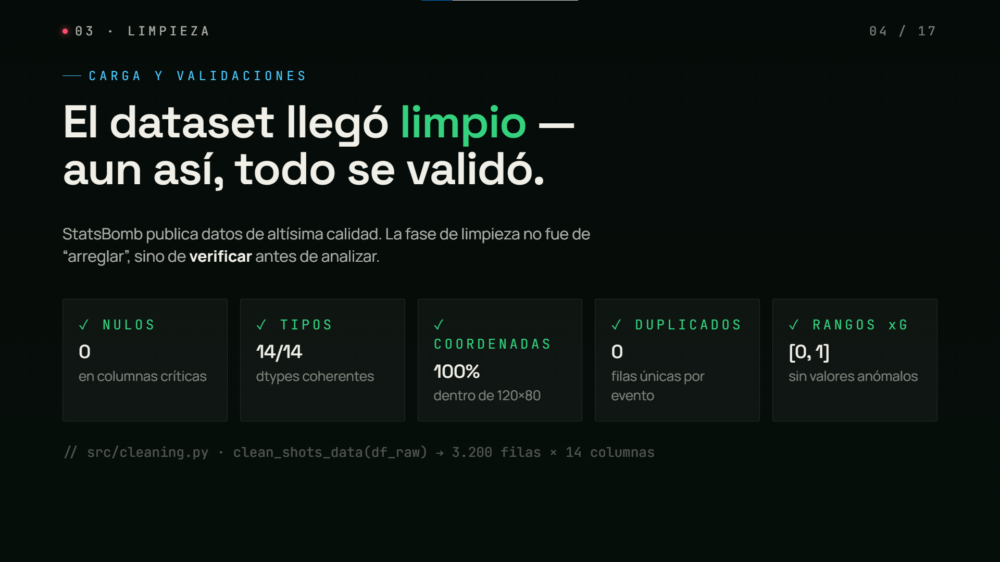 03 · LIMPIEZA
04 / 17
CARGA Y VALIDACIONES
El dataset llegó limpio —
aun así, todo se validó.
StatsBomb publica datos de altísima calidad. La fase de limpieza no fue de
“arreglar”, sino de verificar antes de analizar.
✓ NULOS
0
en columnas críticas
✓ TIPOS
14/14
dtypes coherentes
✓
COORDENADAS
100%
dentro de 120×80
✓ DUPLICADOS
0
filas únicas por
evento
✓ RANGOS xG
[0, 1]
sin valores anómalos
// src/cleaning.py · clean_shots_data(df_raw) → 3.200 filas × 14 columnas